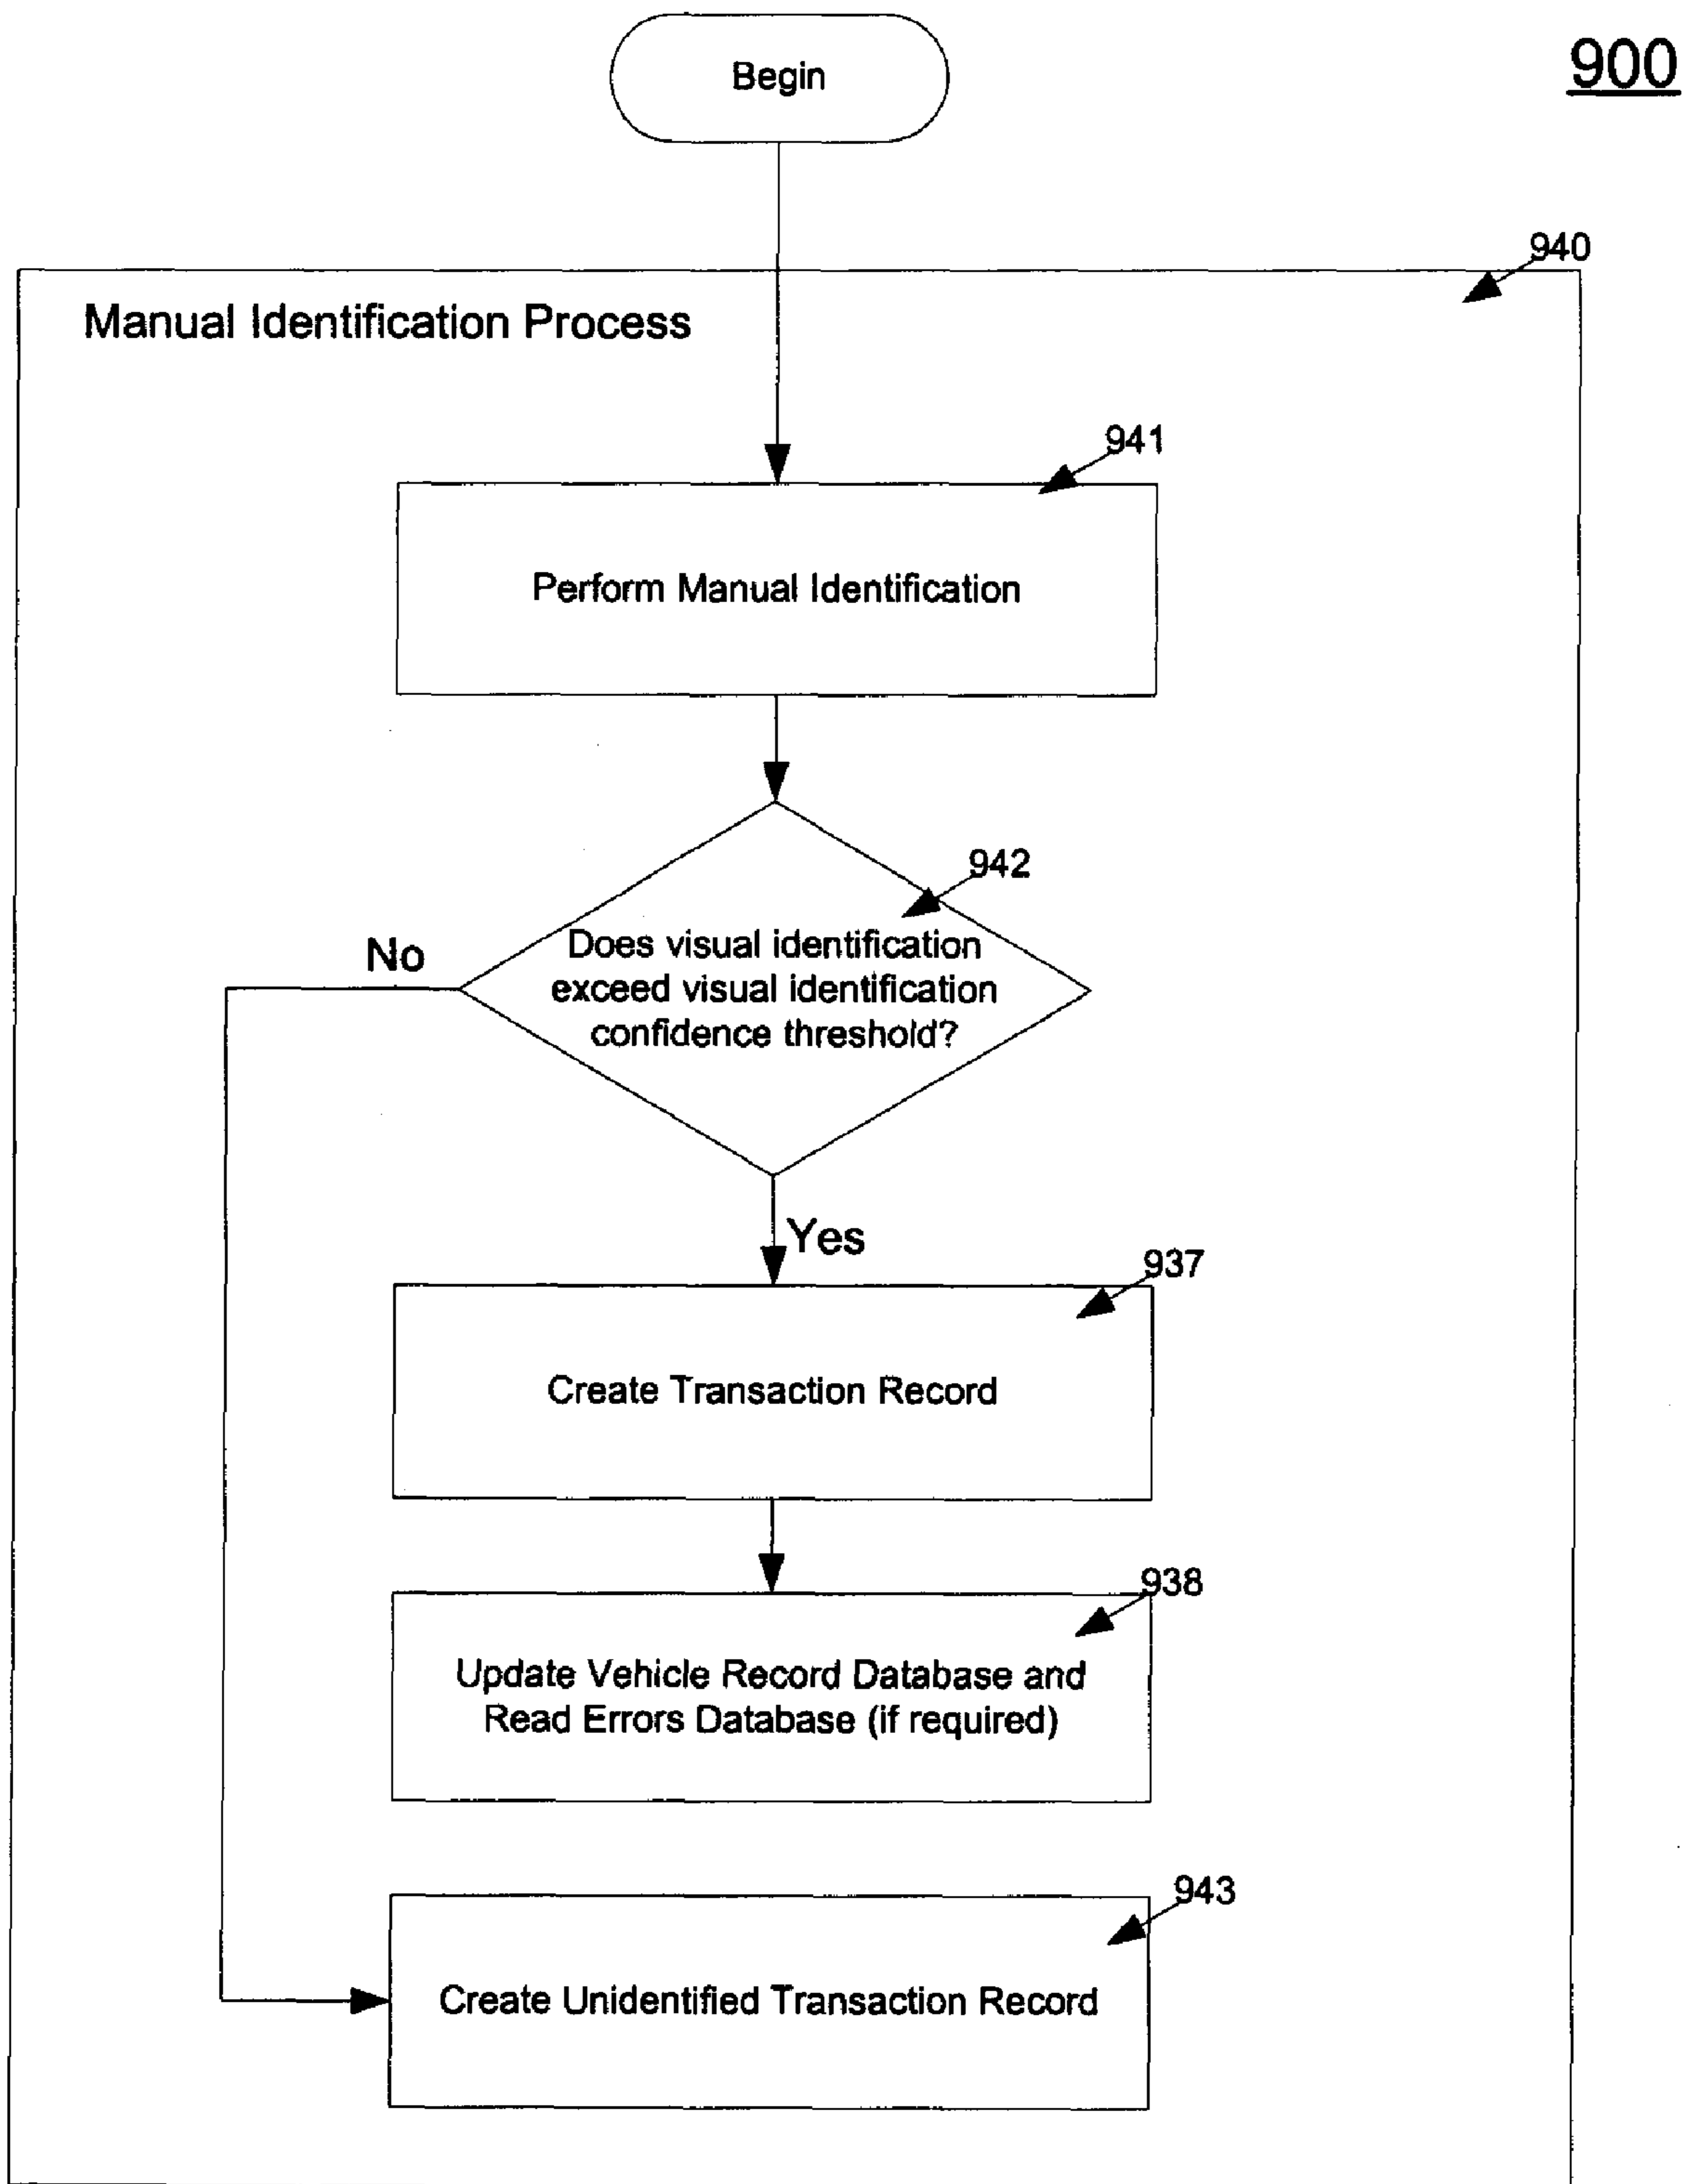 Begin
900
940
Manual Identification Process
941
Perform Manual Identification
942
No
Does visual identification
exceed visual identification
confidence threshold?
Yes
937
Create Transaction Record
938
Update Vehicle Record Database and
Read Errors Database (if required)
943
Create Unidentified Transaction Record